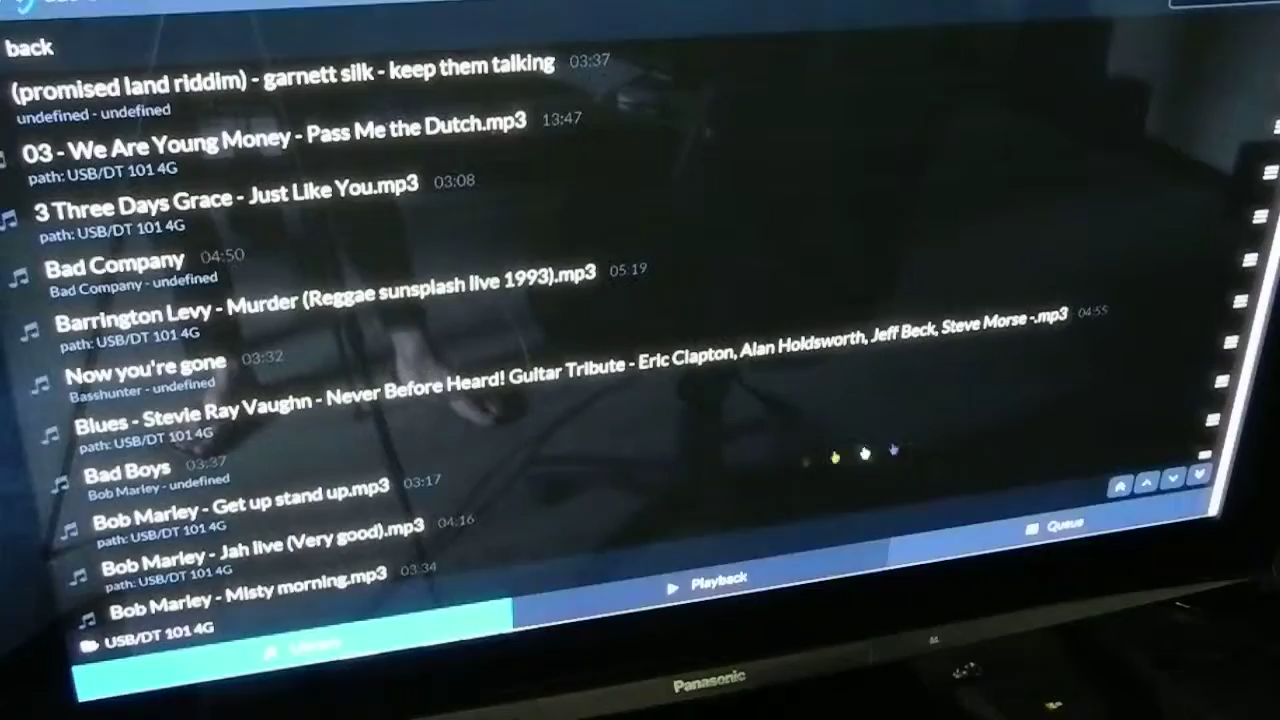 back
(promised land riddim) - garnett silk - keep them talking 03:37
undefined - undefined
03 - We Are Young Money - Pass Me the Dutch.mp3 13:47
path: USB/DT 101 4G
3 Three Days Grace - Just Like You.mp3 03:08
path: USB/DT 101 4G
Bad Company 04:50
Bad Company - undefined
Barrington Levy - Murder (Reggae sunsplash live 1993).mp3 05:19
path: USB/DT 101 4G
Now you're gone 03:32
Basshunter - undefined
Blues - Stevie Ray Vaughn - Never Before Heard! Guitar Tribute - Eric Clapton, Alan Holdsworth, Jeff Beck, Steve Morse -.mp3 04:55
path: USB/DT 101 4G
Bad Boys 03:37
Bob Marley - undefined
Bob Marley - Get up stand up.mp3 03:17
path: USB/DT 101 4G
Bob Marley - Jah live (Very good).mp3 04:16
path: USB/DT 101 4G
Bob Marley - Misty morning.mp3 03:34
USB/DT 101 4G
Playback
Queue
Panasonic